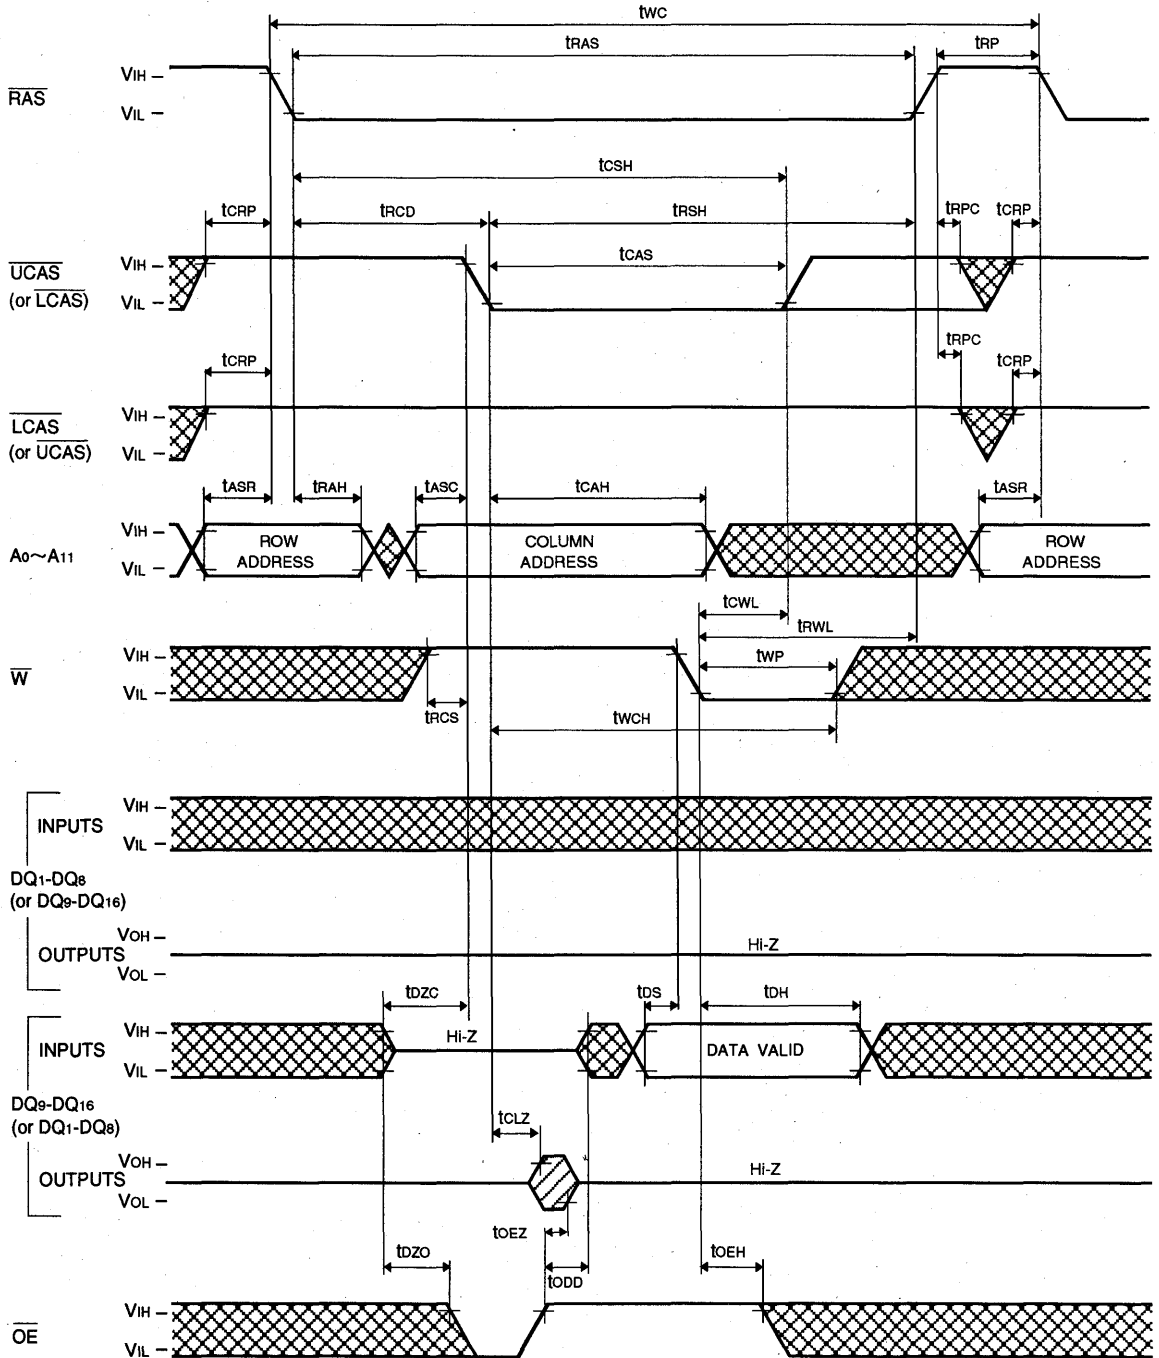 tWC
tRAS tRP
RAS VIH
VIL
tCSH
tCRP tRCD tRSH tRPC tCRP
UCAS VIH tCAS
(or LCAS) VIL
tCRP tRPC tCRP
LCAS VIH
(or UCAS) VIL
tASR tRAH tASC tCAH tASR
A0~A11 VIH ROW ADDRESS COLUMN ADDRESS ROW ADDRESS
VIL
tCWL
tRWL
W VIH tWP
VIL
tRCS tWCH
INPUTS VIH
VIL
DQ1-DQ8
(or DQ9-DQ16)
OUTPUTS VOH Hi-Z
VOL
tDZC tDS tDH
INPUTS VIH Hi-Z DATA VALID
VIL
DQ9-DQ16
(or DQ1-DQ8)
tCLZ
OUTPUTS VOH Hi-Z
VOL
tOEZ
tDZO tODD tOEH
OE VIH
VIL